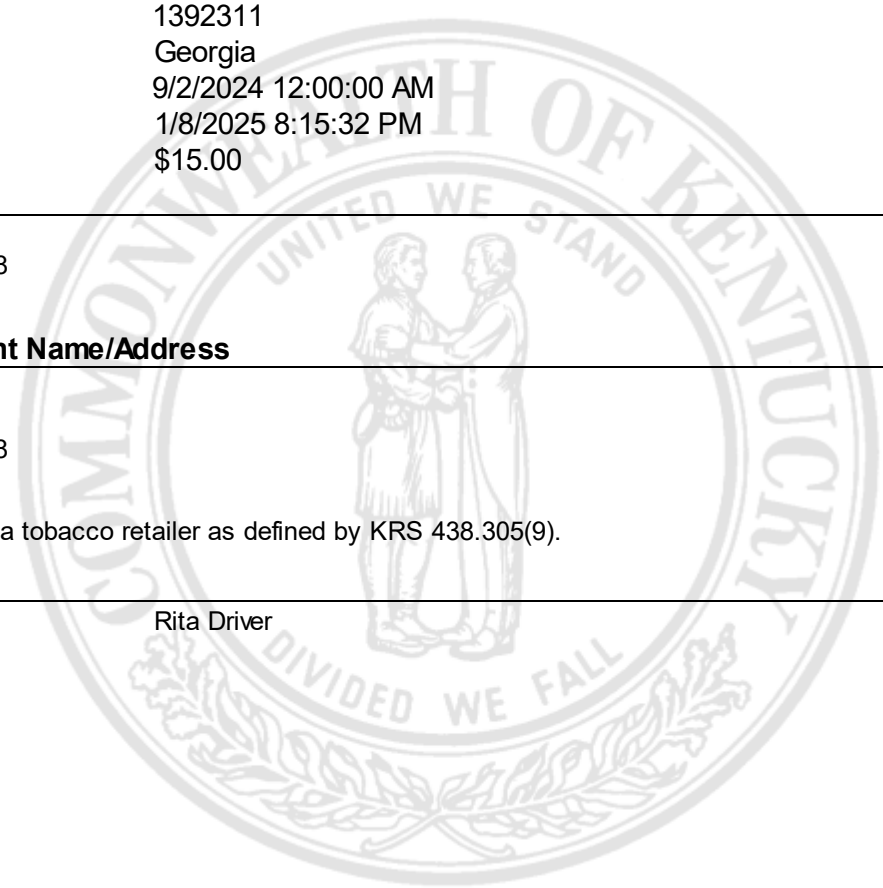 1392311
Georgia
9/2/2024 12:00:00 AM
1/8/2025 8:15:32 PM
$15.00
3
nt Name/Address
3
a tobacco retailer as defined by KRS 438.305(9).
Rita Driver
COMMONWEALTH OF KENTUCKY
UNITED WE STAND
DIVIDED WE FALL